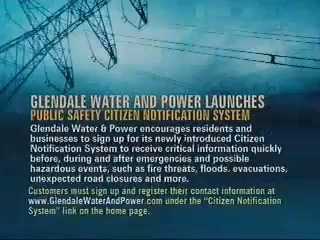 GLENDALE WATER AND POWER LAUNCHES
PUBLIC SAFETY CITIZEN NOTIFICATION SYSTEM
Glendale Water & Power encourages residents and
businesses to sign up for its newly introduced Citizen
Notification System to receive critical information quickly
before, during and after emergencies and possible
hazardous events, such as fire threats, floods, evacuations,
unexpected road closures and more.
Customers must sign up and register their contact information at
www.GlendaleWaterAndPower.com under the "Citizen Notification
System" link on the home page.